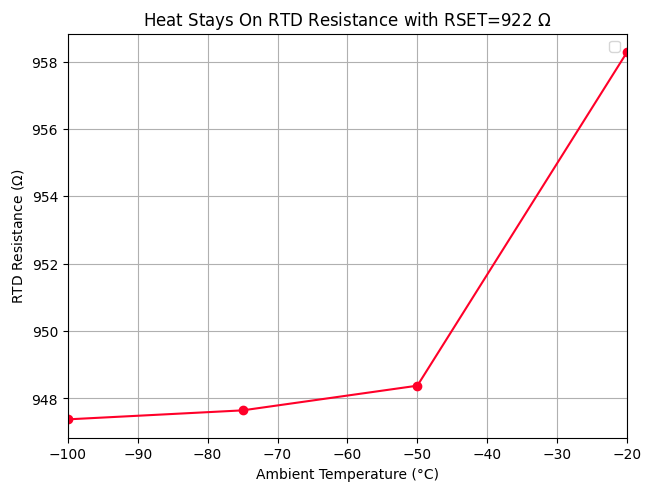 Heat Stays On RTD Resistance with RSET=922 Ω
958
956
954
952
950
948
RTD Resistance (Ω)
−100 −90 −80 −70 −60 −50 −40 −30 −20
Ambient Temperature (°C)